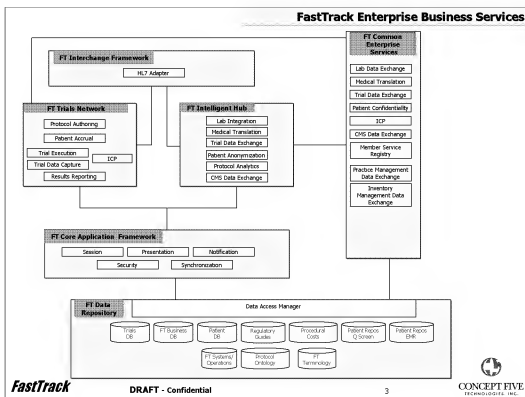 FastTrack Enterprise Business Services
FT Interchange Framework
HL7 Adapter
FT Common
Enterprise
Services
Lab Data Exchange
Medical Translation
Trial Data Exchange
Patient Confidentiality
ICP
CMS Data Exchange
Member Service
Registry
Practice Management
Data Exchange
Inventory
Management Data
Exchange
FT Trials Network
Protocol Authoring
Patient Accrual
Trial Execution
ICP
Trial Data Capture
Results Reporting
FT Intelligent Hub
Lab Integration
Medical Translation
Trial Data Exchange
Patient Anonymization
Protocol Analytics
CMS Data Exchange
FT Core Application Framework
Session
Presentation
Notification
Security
Synchronization
FT Data
Repository
Data Access Manager
Trials
DB
FT Business
DB
Patient
DB
Regulatory
Guides
Procedural
Costs
Patient Repos
Q Screen
Patient Repos
EMR
FT Systems/
Operations
Protocol
Ontology
FT
Terminology
FastTrack
DRAFT - Confidential
3
CONCEPT FIVE
TECHNOLOGIES, INC.